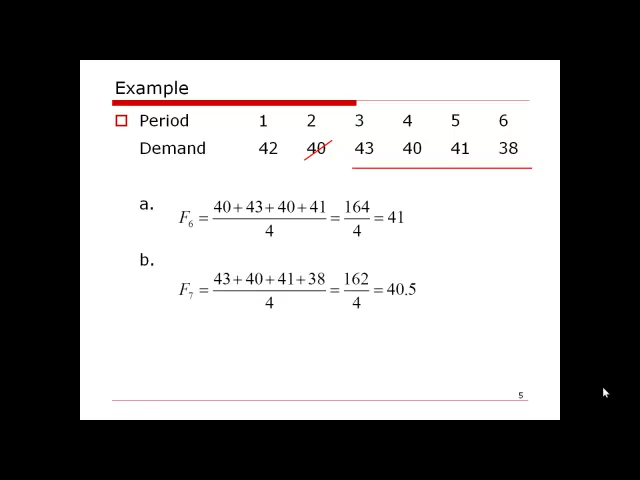 Example
Period 1 2 3 4 5 6
Demand 42 40 43 40 41 38
a.
F₆ = (40 + 43 + 40 + 41)/4 = 164/4 = 41
b.
F₇ = (43 + 40 + 41 + 38)/4 = 162/4 = 40.5
5